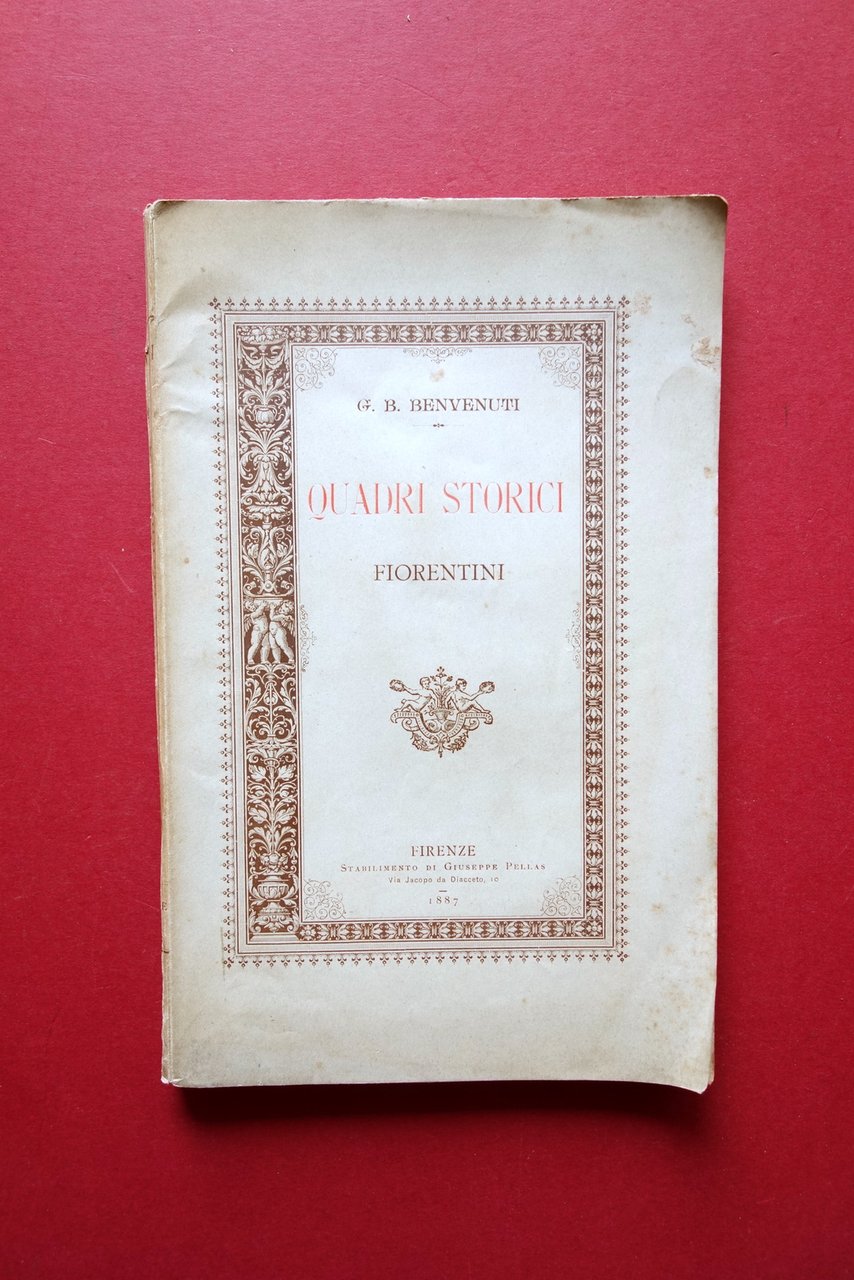 G. B. BENVENUTI
QUADRI STORICI
FIORENTINI
FIRENZE
STABILIMENTO DI GIUSEPPE PELLAS
Via Jacopo da Diacceto, 10
1887